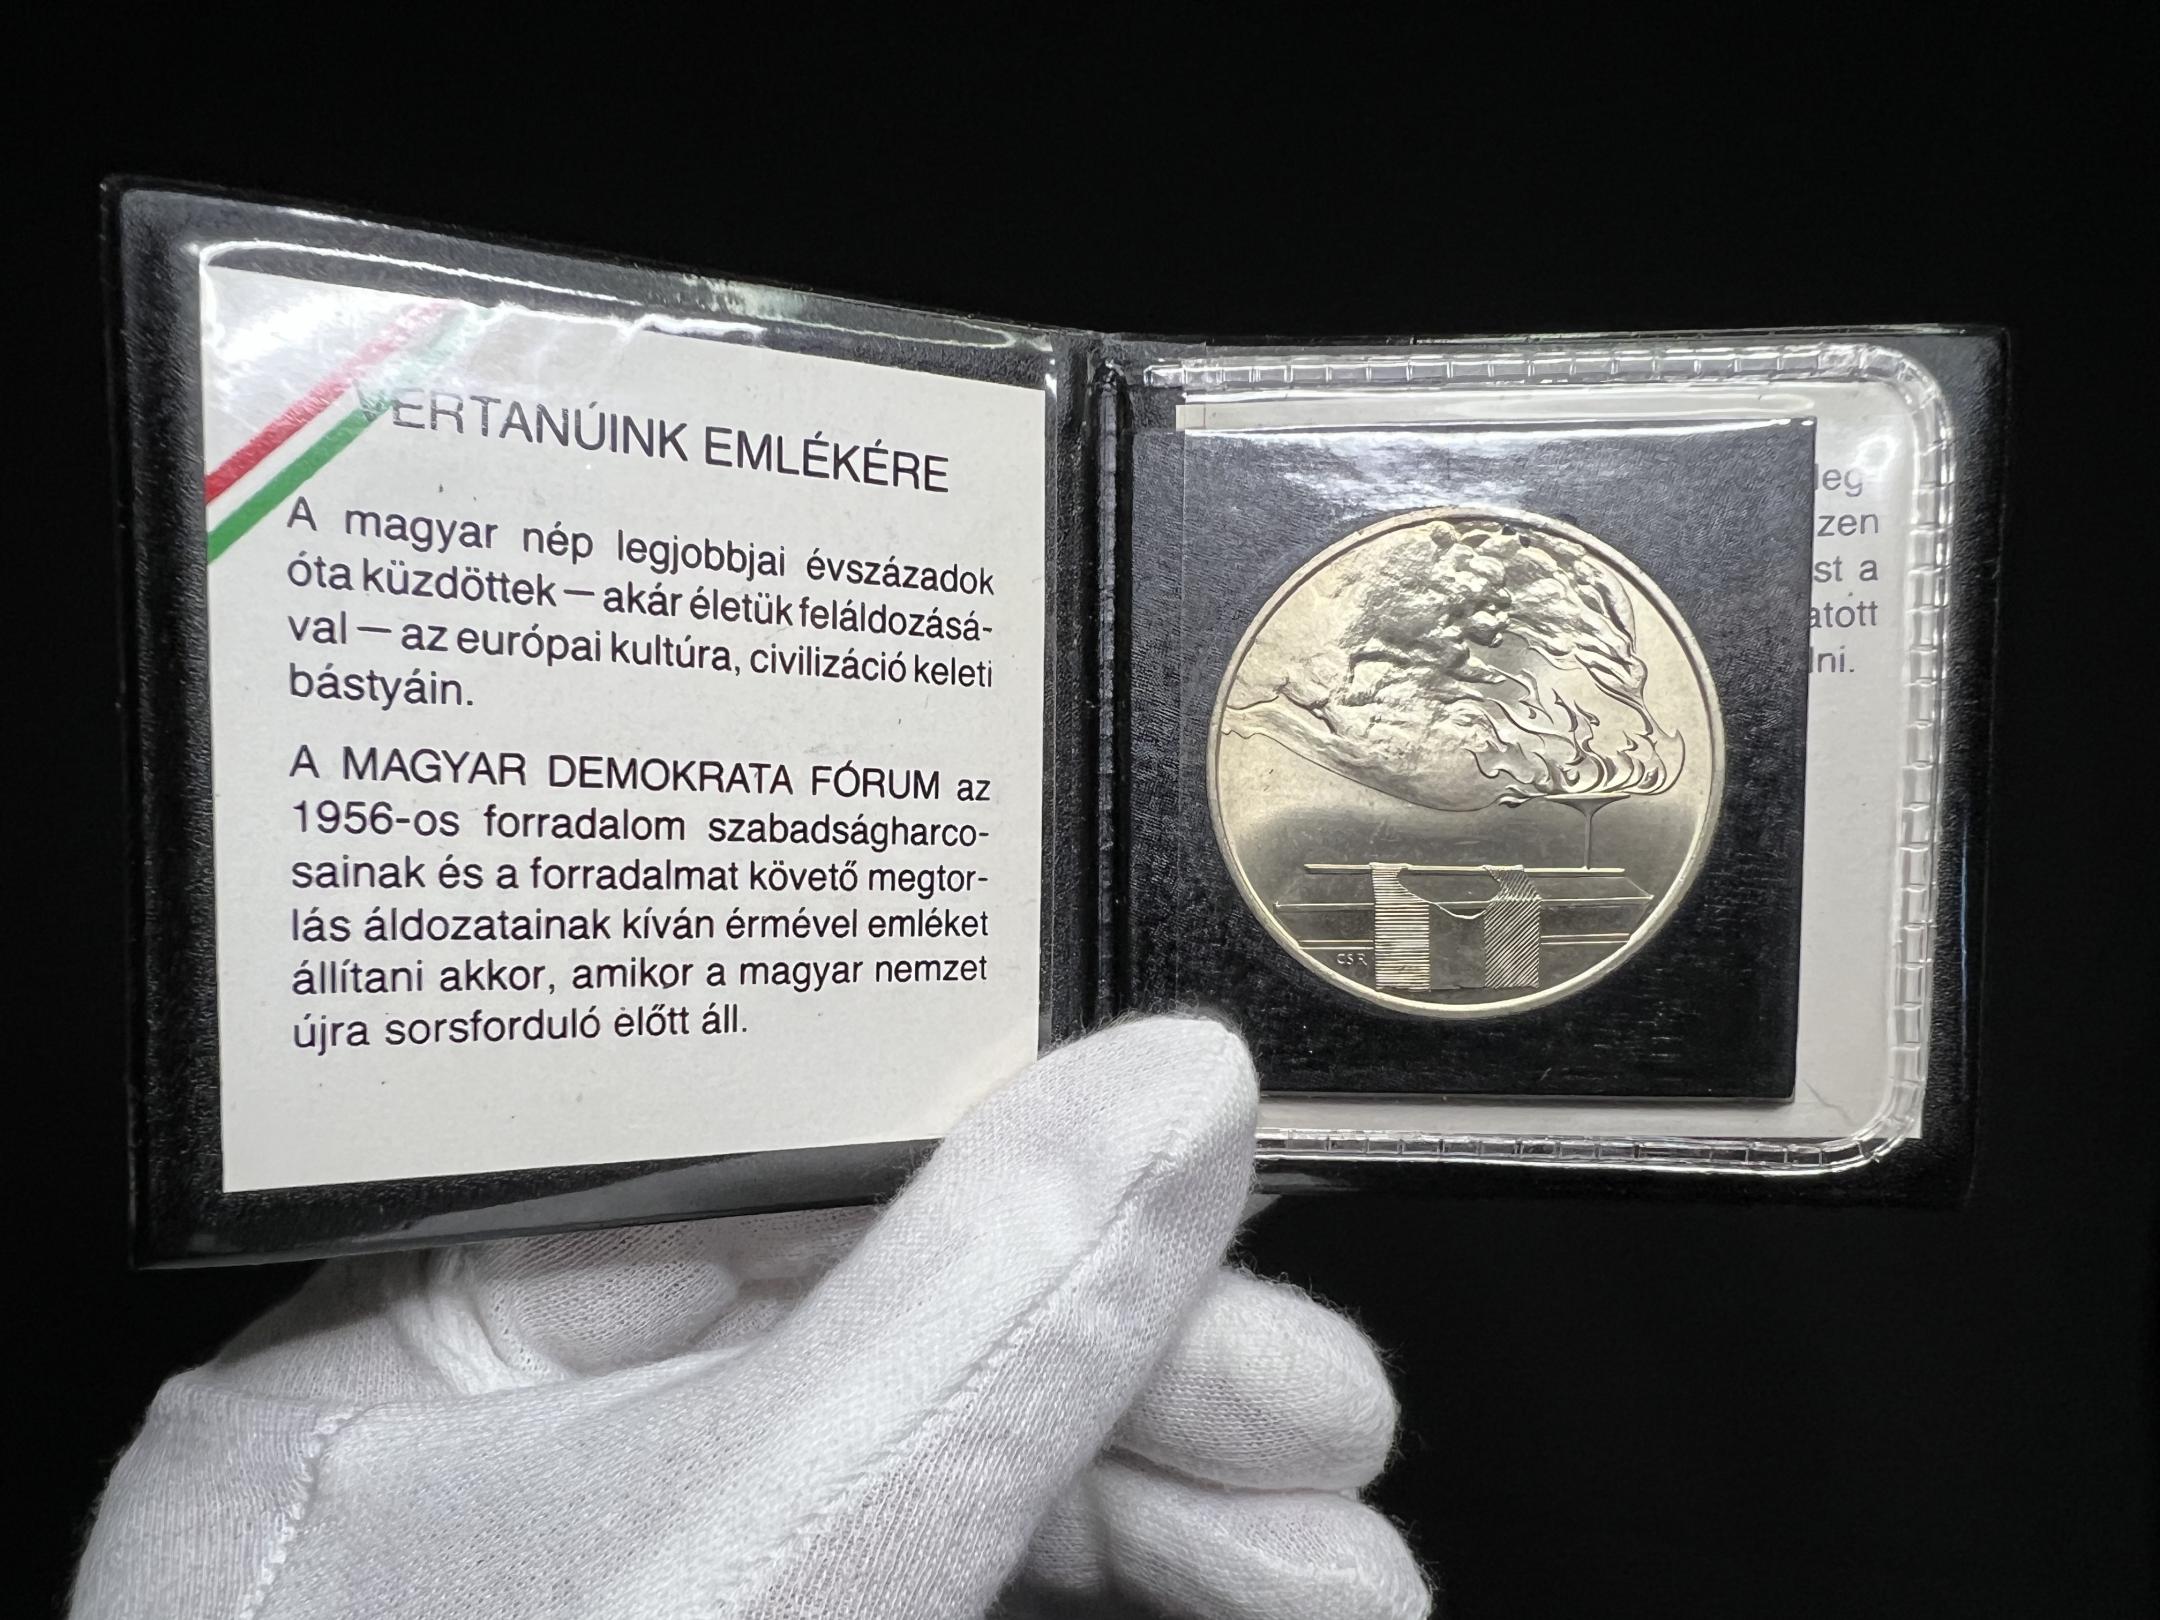 VÉRTANÚINK EMLÉKÉRE
A magyar nép legjobbjai évszázadok
óta küzdöttek — akár életük feláldozásá-
val — az európai kultúra, civilizáció keleti
bástyáin.
A MAGYAR DEMOKRATA FÓRUM az
1956-os forradalom szabadságharco-
sainak és a forradalmat követő megtor-
lás áldozatainak kíván érmével emléket
állítani akkor, amikor a magyar nemzet
újra sorsforduló előtt áll.
leg-
zen
st a
atott
lni.
CS R